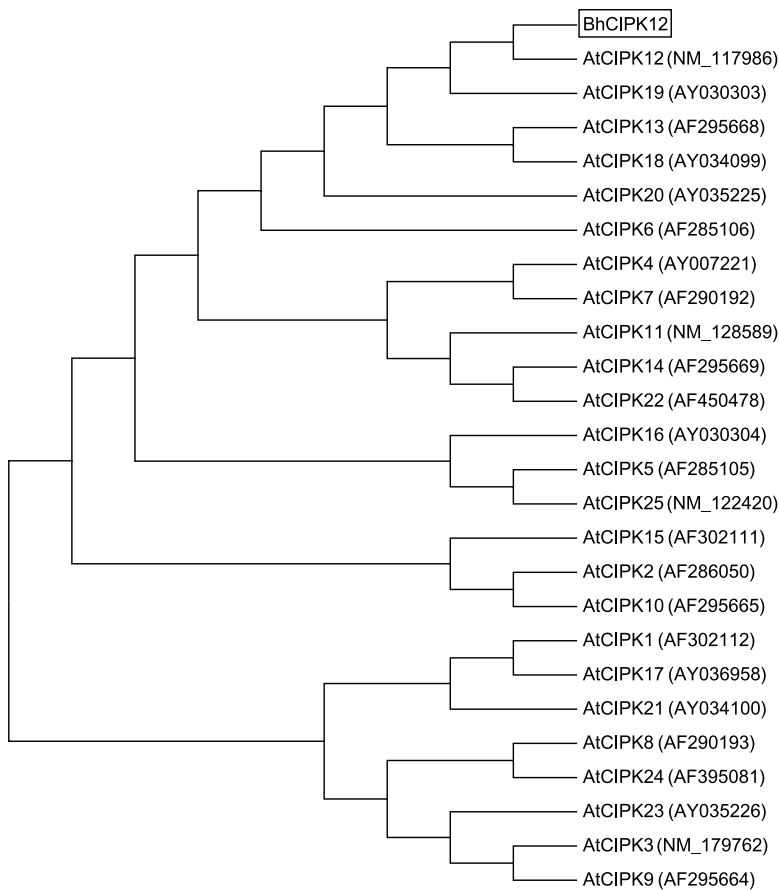 BhCIPK12
AtCIPK12 (NM_117986)
AtCIPK19 (AY030303)
AtCIPK13 (AF295668)
AtCIPK18 (AY034099)
AtCIPK20 (AY035225)
AtCIPK6 (AF285106)
AtCIPK4 (AY007221)
AtCIPK7 (AF290192)
AtCIPK11 (NM_128589)
AtCIPK14 (AF295669)
AtCIPK22 (AF450478)
AtCIPK16 (AY030304)
AtCIPK5 (AF285105)
AtCIPK25 (NM_122420)
AtCIPK15 (AF302111)
AtCIPK2 (AF286050)
AtCIPK10 (AF295665)
AtCIPK1 (AF302112)
AtCIPK17 (AY036958)
AtCIPK21 (AY034100)
AtCIPK8 (AF290193)
AtCIPK24 (AF395081)
AtCIPK23 (AY035226)
AtCIPK3 (NM_179762)
AtCIPK9 (AF295664)